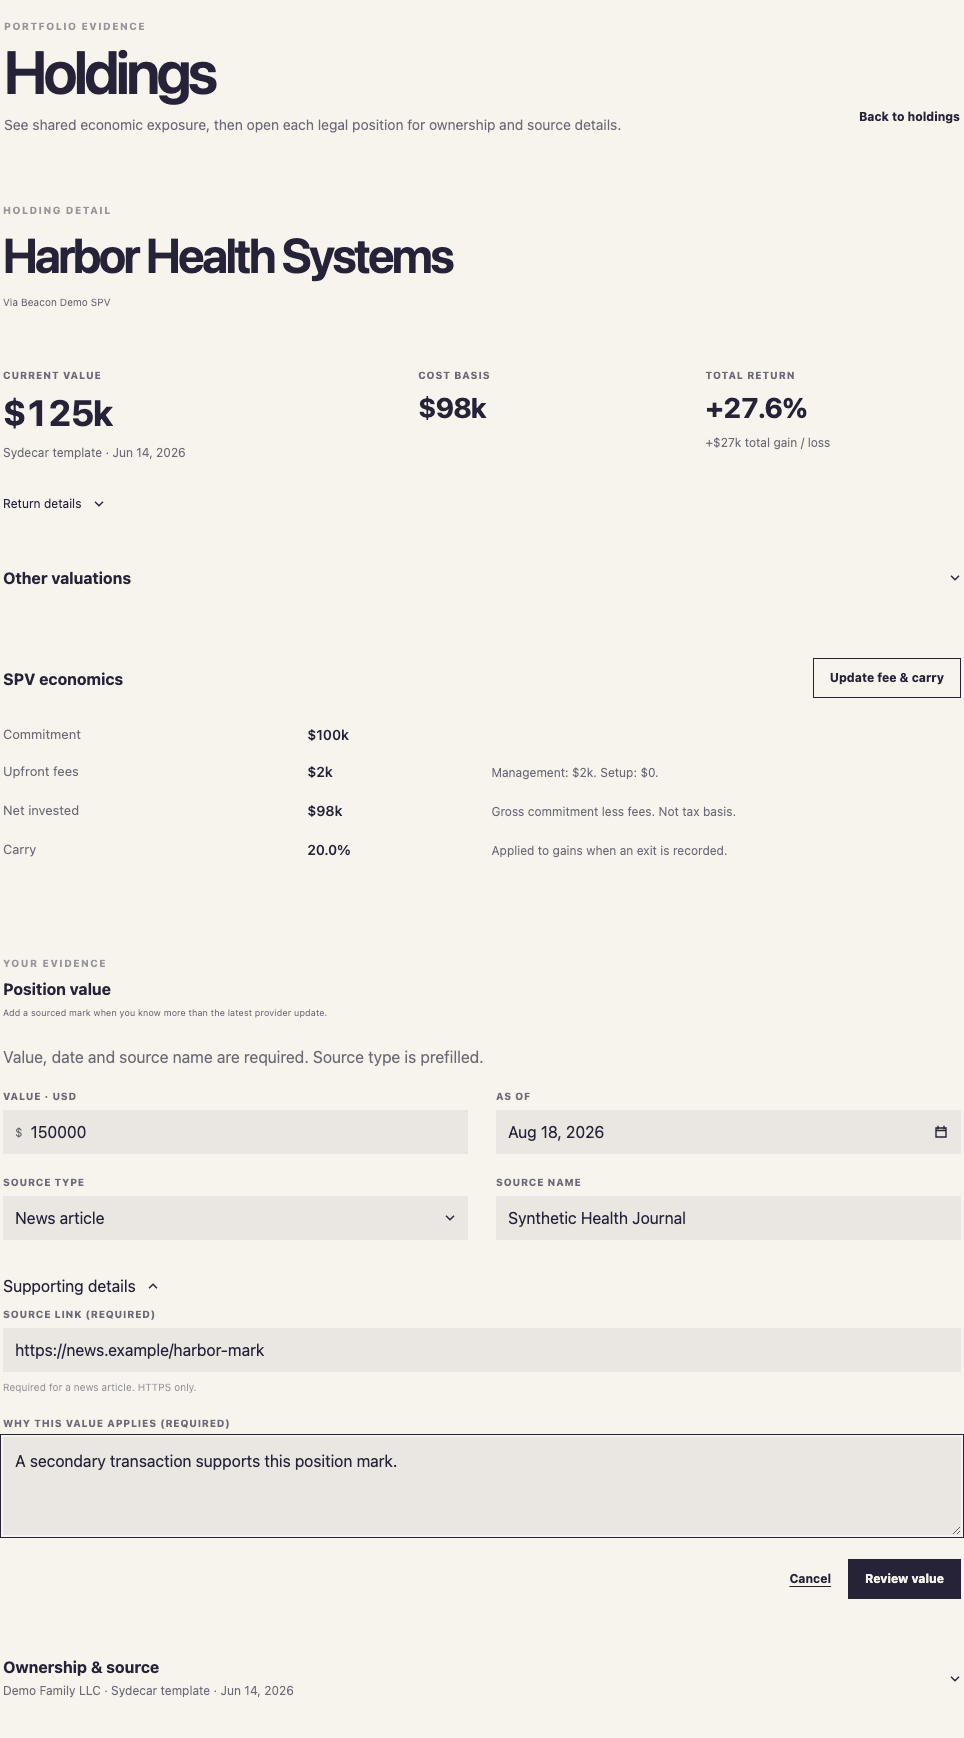 PORTFOLIO EVIDENCE
Holdings
See shared economic exposure, then open each legal position for ownership and source details.
Back to holdings
HOLDING DETAIL
Harbor Health Systems
Via Beacon Demo SPV
CURRENT VALUE
$125k
Sydecar template · Jun 14, 2026
COST BASIS
$98k
TOTAL RETURN
+27.6%
+$27k total gain / loss
Return details
Other valuations
SPV economics
Update fee & carry
Commitment $100k
Upfront fees $2k Management: $2k. Setup: $0.
Net invested $98k Gross commitment less fees. Not tax basis.
Carry 20.0% Applied to gains when an exit is recorded.
YOUR EVIDENCE
Position value
Add a sourced mark when you know more than the latest provider update.
Value, date and source name are required. Source type is prefilled.
VALUE · USD
$ 150000
AS OF
Aug 18, 2026
SOURCE TYPE
News article
SOURCE NAME
Synthetic Health Journal
Supporting details
SOURCE LINK (REQUIRED)
https://news.example/harbor-mark
Required for a news article. HTTPS only.
WHY THIS VALUE APPLIES (REQUIRED)
A secondary transaction supports this position mark.
Cancel
Review value
Ownership & source
Demo Family LLC · Sydecar template · Jun 14, 2026